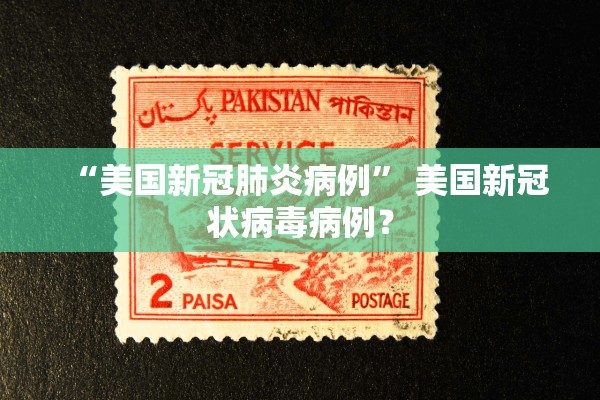 پاکستان PAKISTAN পাকিস্তান
SERVICE
“美国新冠肺炎病例” 美国新冠
状病毒病例？
2 PAISA POSTAGE